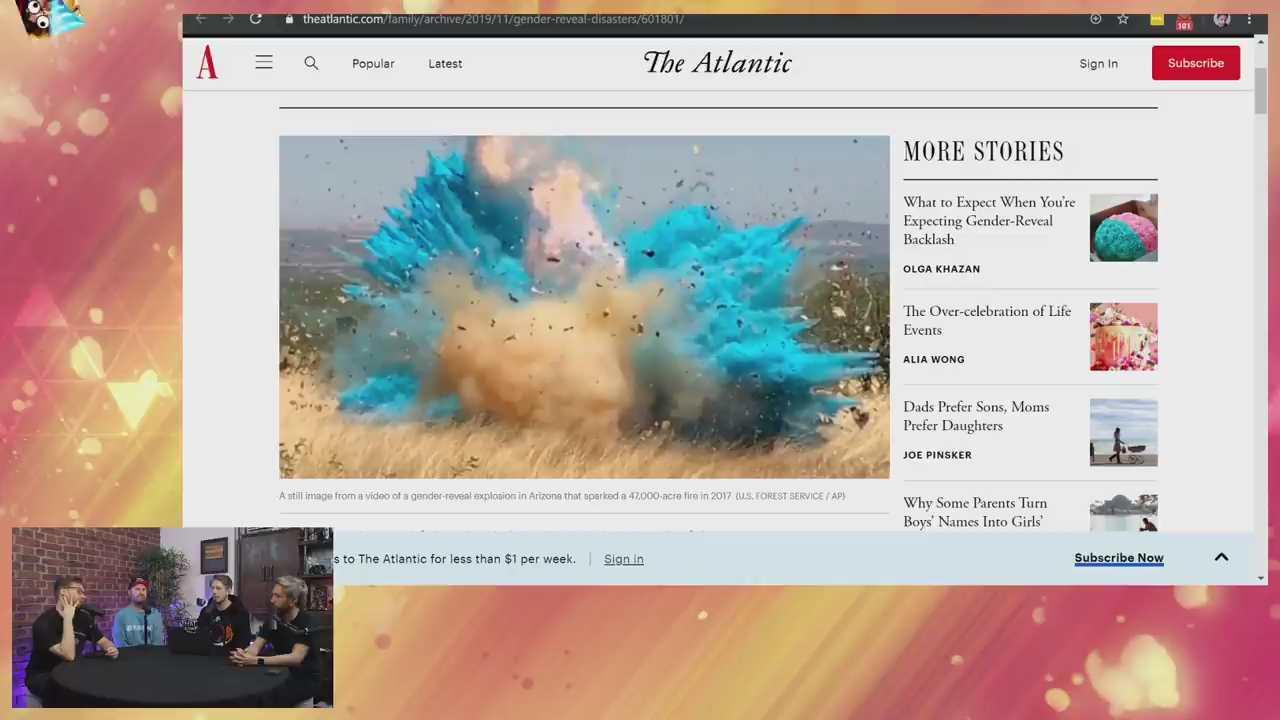 theatlantic.com/family/archive/2019/11/gender-reveal-disasters/601801/
101
A
Popular
Latest
The Atlantic
Sign In
Subscribe
MORE STORIES
What to Expect When You're
Expecting Gender-Reveal
Backlash
OLGA KHAZAN
The Over-celebration of Life
Events
ALIA WONG
Dads Prefer Sons, Moms
Prefer Daughters
JOE PINSKER
Why Some Parents Turn
Boys' Names Into Girls'
A still image from a video of a gender-reveal explosion in Arizona that sparked a 47,000-acre fire in 2017 (U.S. FOREST SERVICE / AP)
s to The Atlantic for less than $1 per week.
Sign in
Subscribe Now